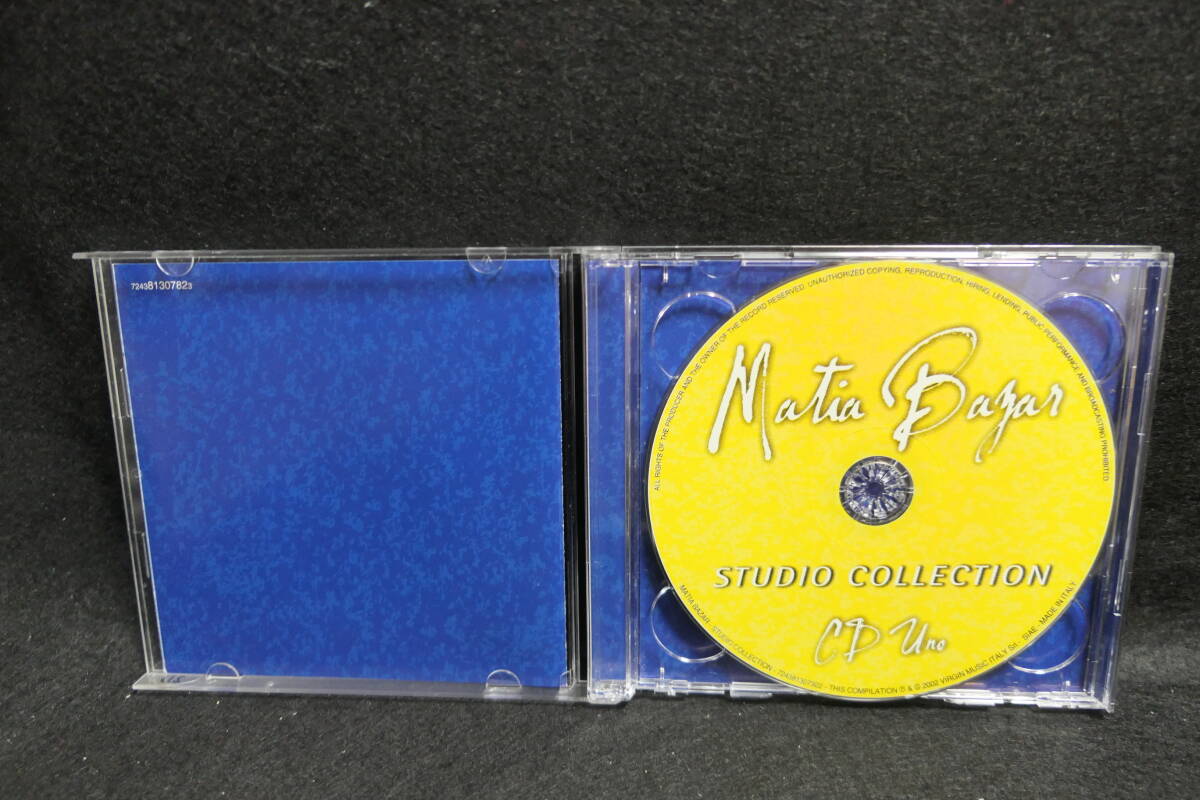 724381307823
ALL RIGHTS OF THE PRODUCER AND THE OWNER OF THE RECORD RESERVED. UNAUTHORIZED COPYING, REPRODUCTION, HIRING, LENDING, PUBLIC PERFORMANCE AND BROADCASTING PROHIBITED
Matia Bazar
STUDIO COLLECTION
CD Uno
MATIA BAZAR - STUDIO COLLECTION - THIS COMPILATION ℗ & © 2002 VIRGIN MUSIC ITALY Srl - SIAE - MADE IN ITALY